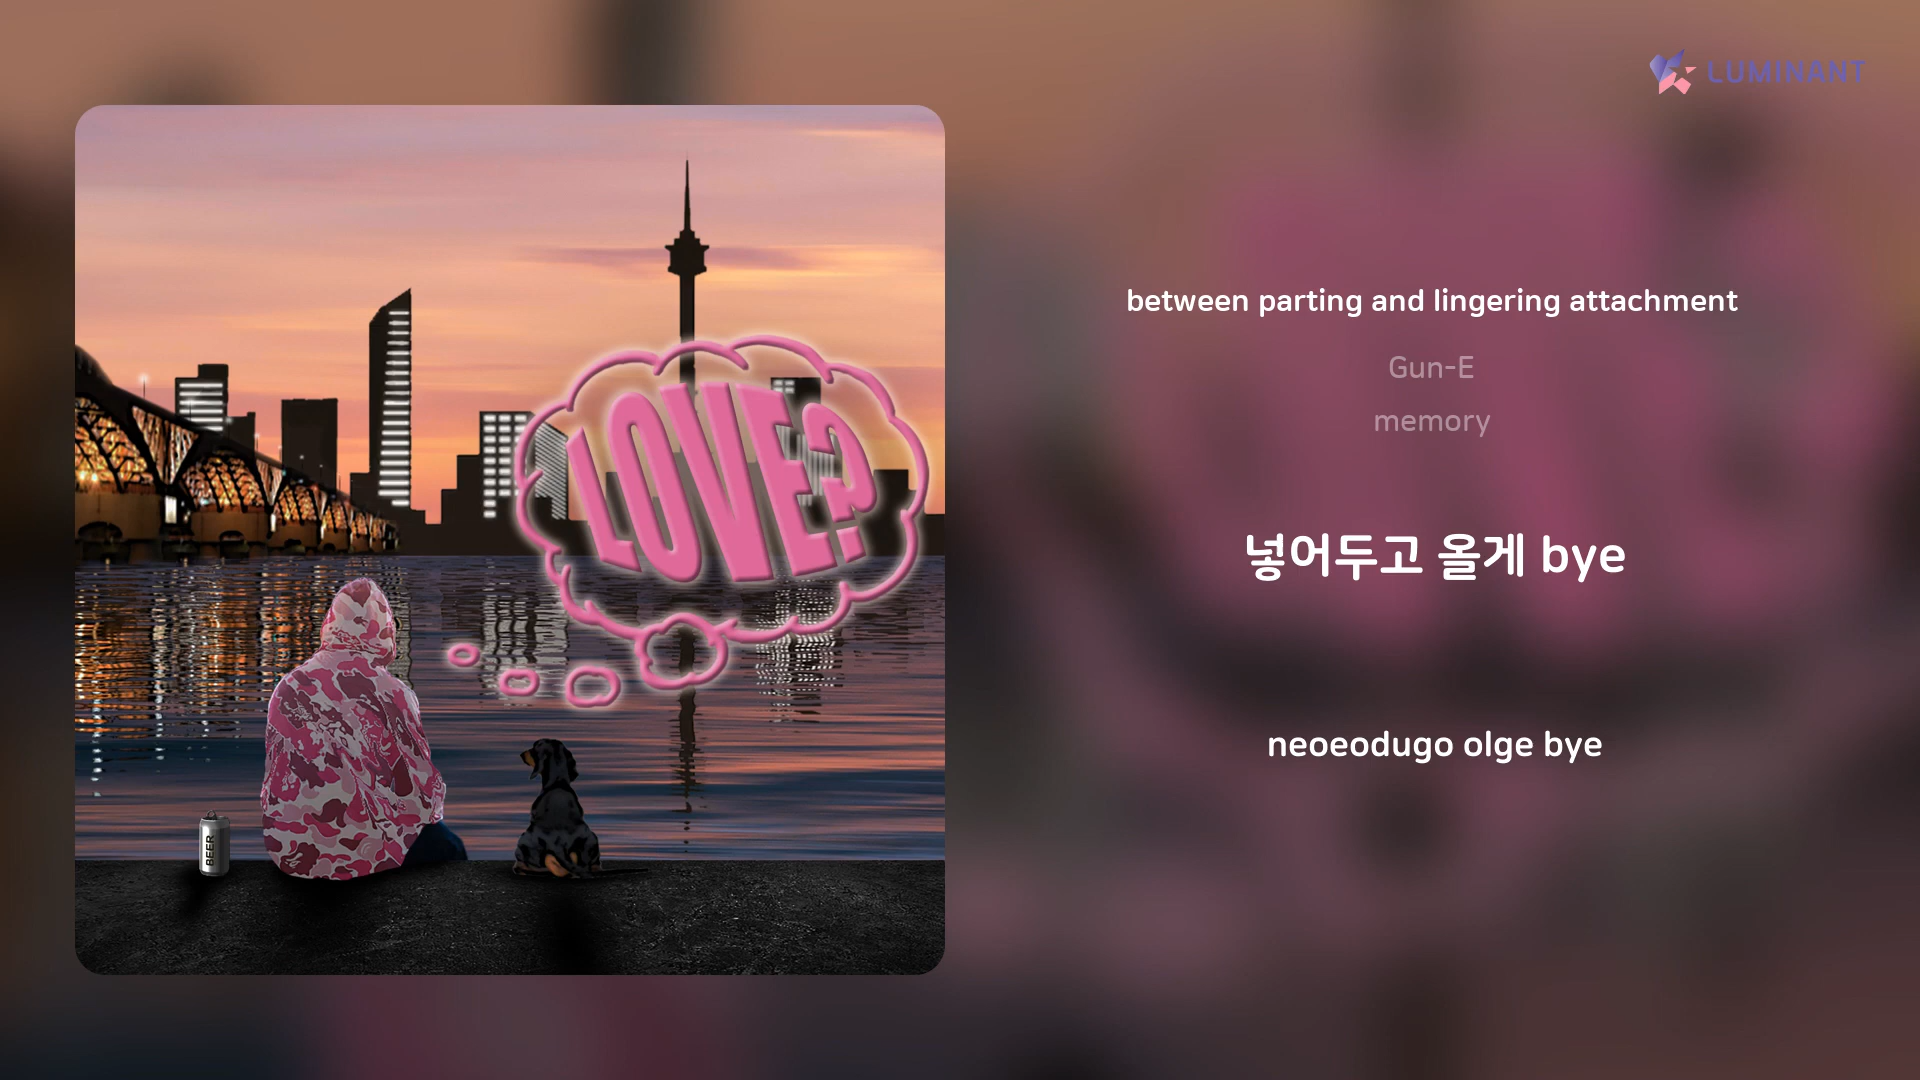 LUMINANT
between parting and lingering attachment
Gun-E
memory
LOVE?
넣어두고 올게 bye
neoeodugo olge bye
BEER